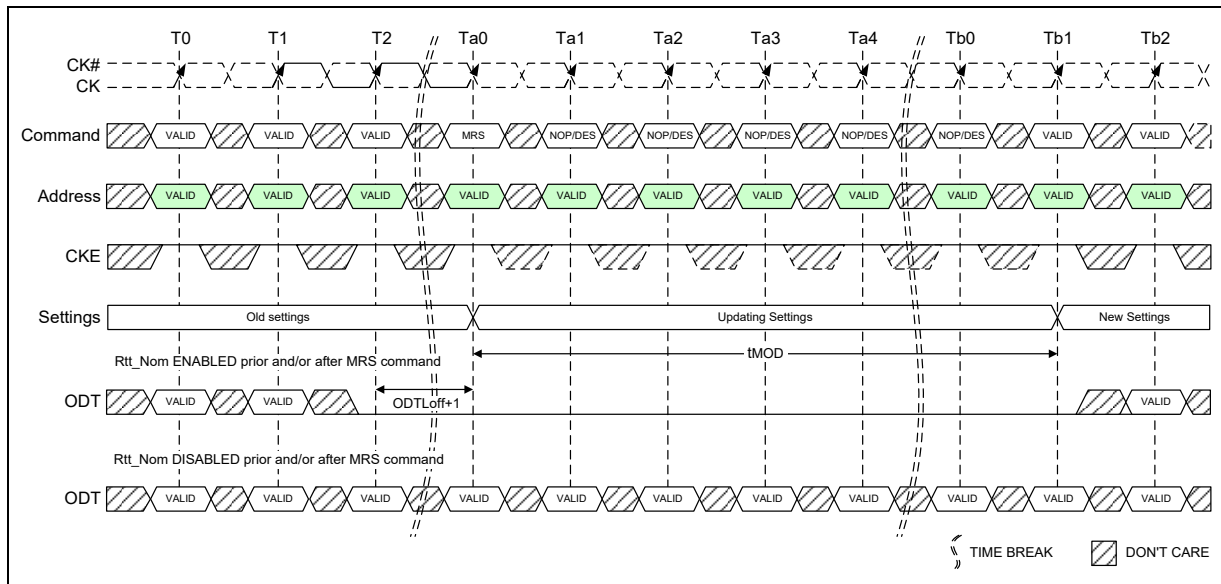 T0 T1 T2 Ta0 Ta1 Ta2 Ta3 Ta4 Tb0 Tb1 Tb2
CK#
CK
Command VALID VALID VALID MRS NOP/DES NOP/DES NOP/DES NOP/DES NOP/DES VALID VALID
Address VALID VALID VALID VALID VALID VALID VALID VALID VALID VALID VALID
CKE
Settings Old settings Updating Settings New Settings
Rtt_Nom ENABLED prior and/or after MRS command tMOD
ODT VALID VALID ODTLoff+1 VALID
Rtt_Nom DISABLED prior and/or after MRS command
ODT VALID VALID VALID VALID VALID VALID VALID VALID VALID VALID VALID
TIME BREAK DON'T CARE